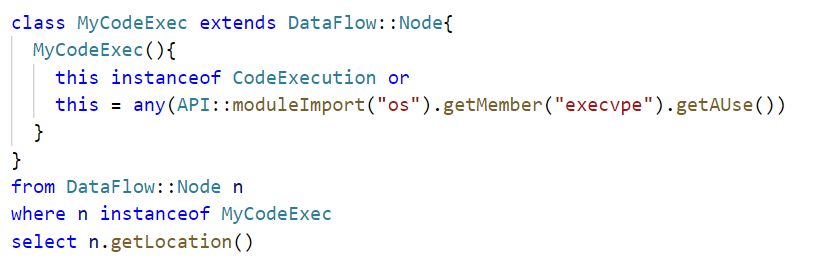 class MyCodeExec extends DataFlow::Node{
MyCodeExec(){
this instanceof CodeExecution or
this = any(API::moduleImport("os").getMember("execvpe").getAUse())
}
}
from DataFlow::Node n
where n instanceof MyCodeExec
select n.getLocation()